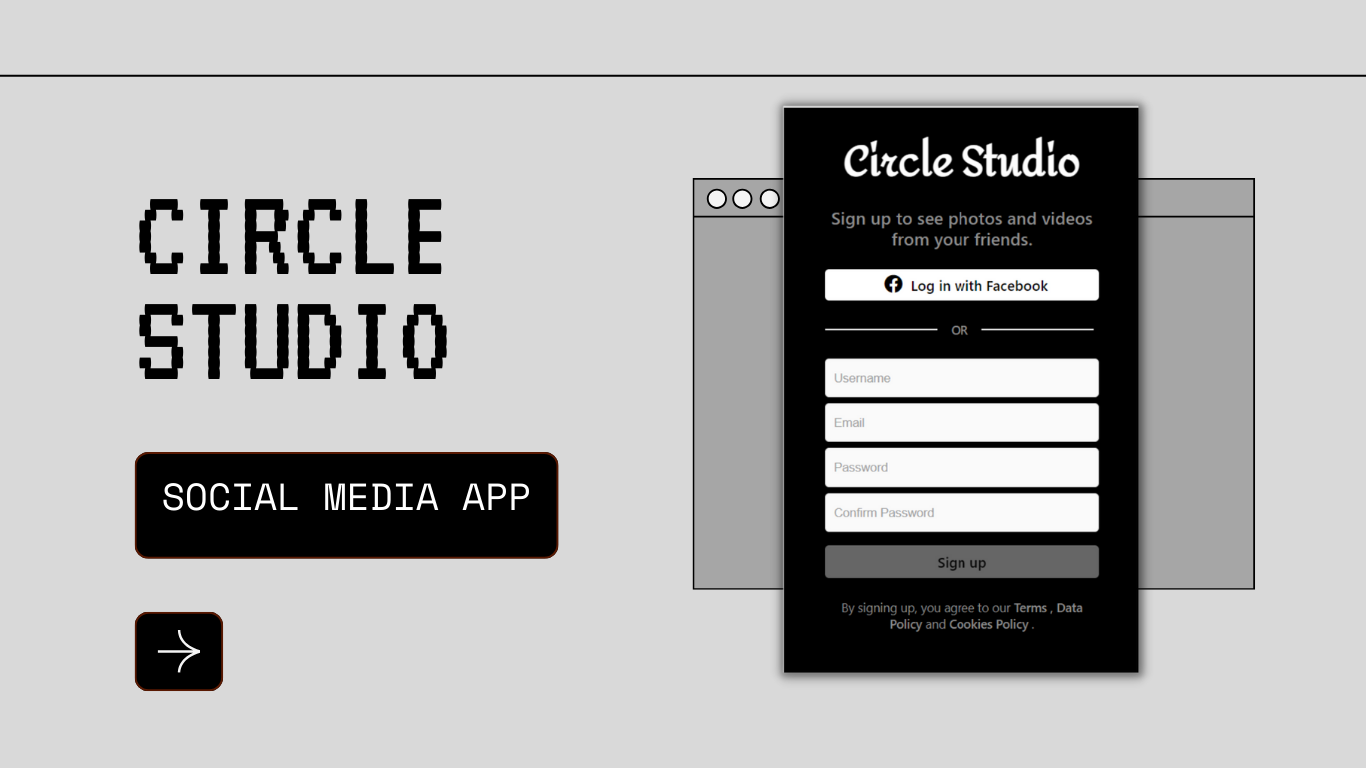 CIRCLE
STUDIO
SOCIAL MEDIA APP
Circle Studio
Sign up to see photos and videos
from your friends.
Log in with Facebook
OR
Username
Email
Password
Confirm Password
Sign up
By signing up, you agree to our Terms , Data
Policy and Cookies Policy .